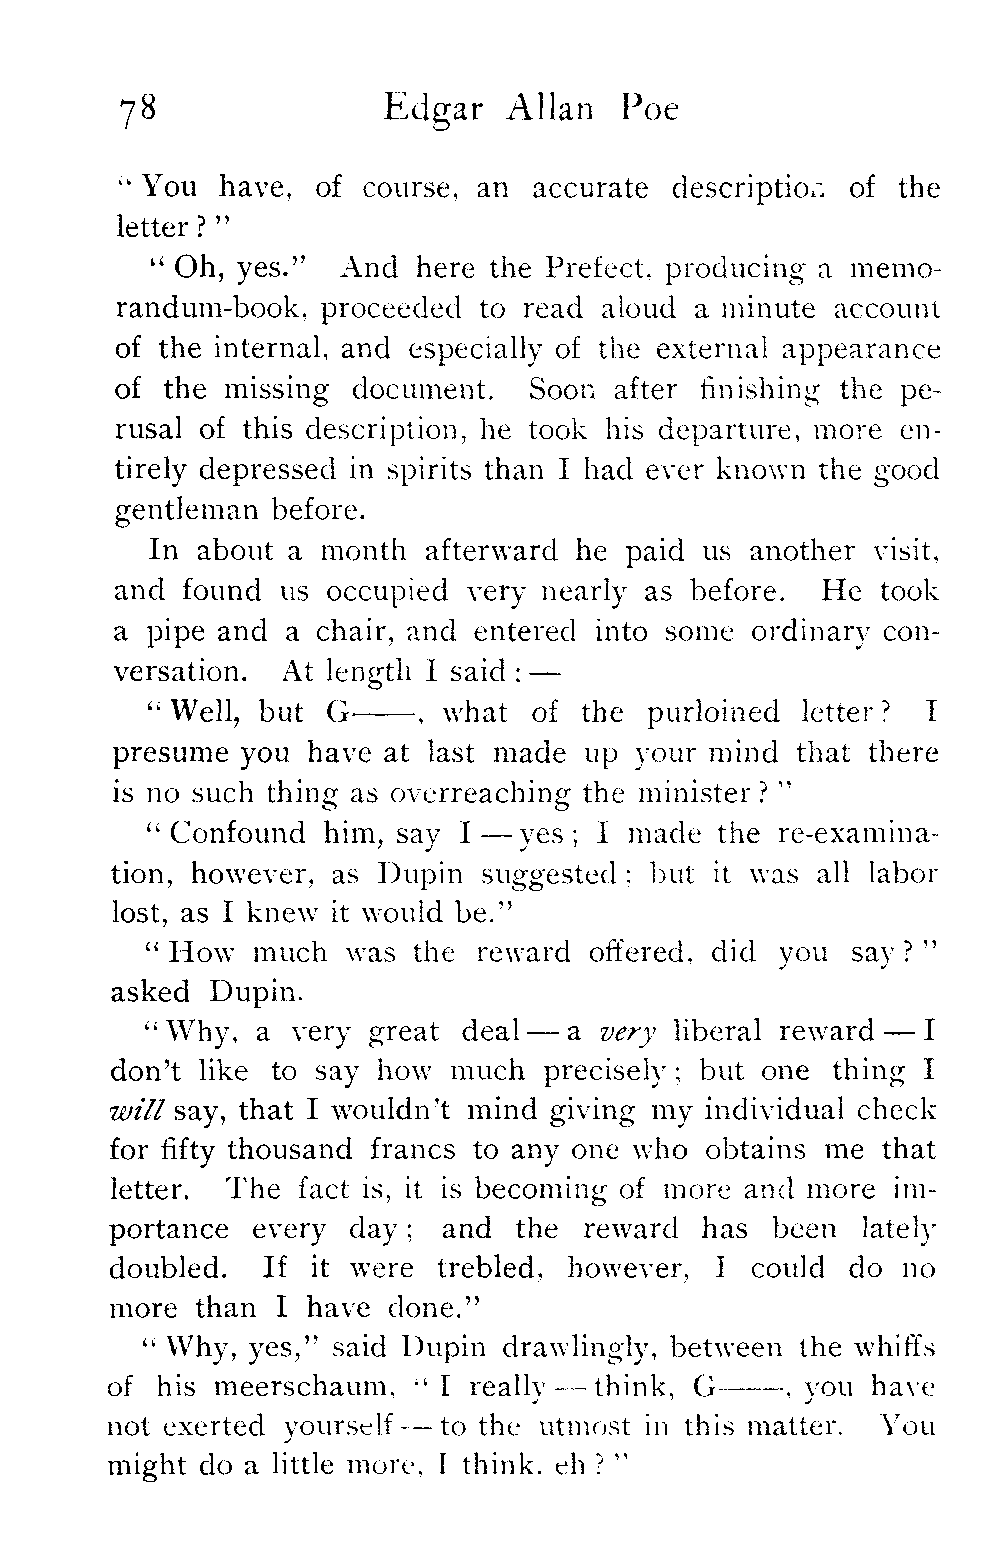 78 Edgar Allan Poe
“You have, of course, an accurate description of the
letter?”
“Oh, yes.” And here the Prefect, producing a memo-
randum-book, proceeded to read aloud a minute account
of the internal, and especially of the external appearance
of the missing document. Soon after finishing the pe-
rusal of this description, he took his departure, more en-
tirely depressed in spirits than I had ever known the good
gentleman before.
In about a month afterward he paid us another visit,
and found us occupied very nearly as before. He took
a pipe and a chair, and entered into some ordinary con-
versation. At length I said: —
“Well, but G——, what of the purloined letter? I
presume you have at last made up your mind that there
is no such thing as overreaching the minister?”
“Confound him, say I — yes; I made the re-examina-
tion, however, as Dupin suggested; but it was all labor
lost, as I knew it would be.”
“How much was the reward offered, did you say?”
asked Dupin.
“Why, a very great deal — a very liberal reward — I
don’t like to say how much precisely; but one thing I
will say, that I wouldn’t mind giving my individual check
for fifty thousand francs to any one who obtains me that
letter. The fact is, it is becoming of more and more im-
portance every day; and the reward has been lately
doubled. If it were trebled, however, I could do no
more than I have done.”
“Why, yes,” said Dupin drawlingly, between the whiffs
of his meerschaum, “I really — think, G——, you have
not exerted yourself — to the utmost in this matter. You
might do a little more, I think, eh?”